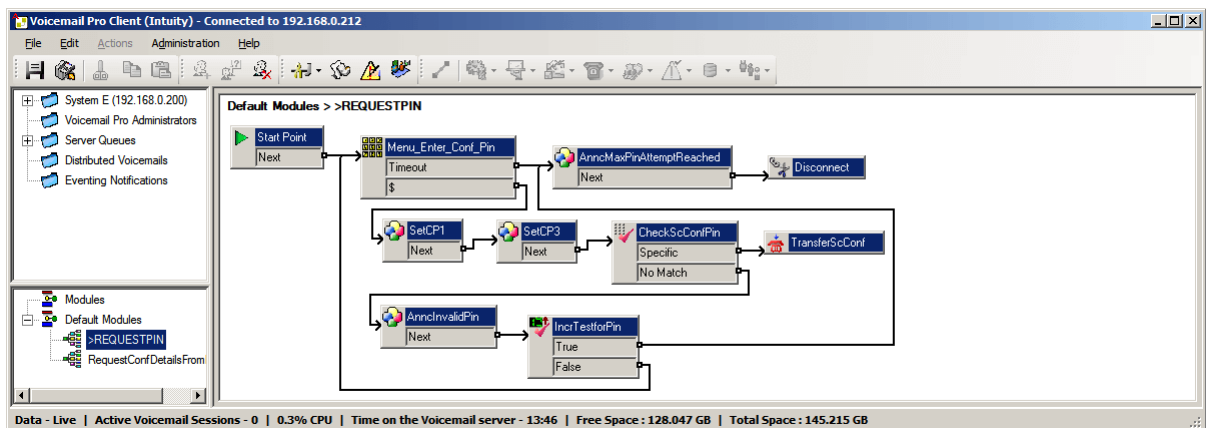 Voicemail Pro Client (Intuity) - Connected to 192.168.0.212
File Edit Actions Administration Help
System E (192.168.0.200)
Voicemail Pro Administrators
Server Queues
Distributed Voicemails
Eventing Notifications
Modules
Default Modules
>REQUESTPIN
RequestConfDetailsFrom
Default Modules > >REQUESTPIN
Start Point
Next
Menu_Enter_Conf_Pin
Timeout
$
AnncMaxPinAttemptReached
Next
Disconnect
SetCP1
Next
SetCP3
Next
CheckScConfPin
Specific
No Match
TransferScConf
AnncInvalidPin
Next
IncrTestforPin
True
False
Data - Live | Active Voicemail Sessions - 0 | 0.3% CPU | Time on the Voicemail server - 13:46 | Free Space : 128.047 GB | Total Space : 145.215 GB